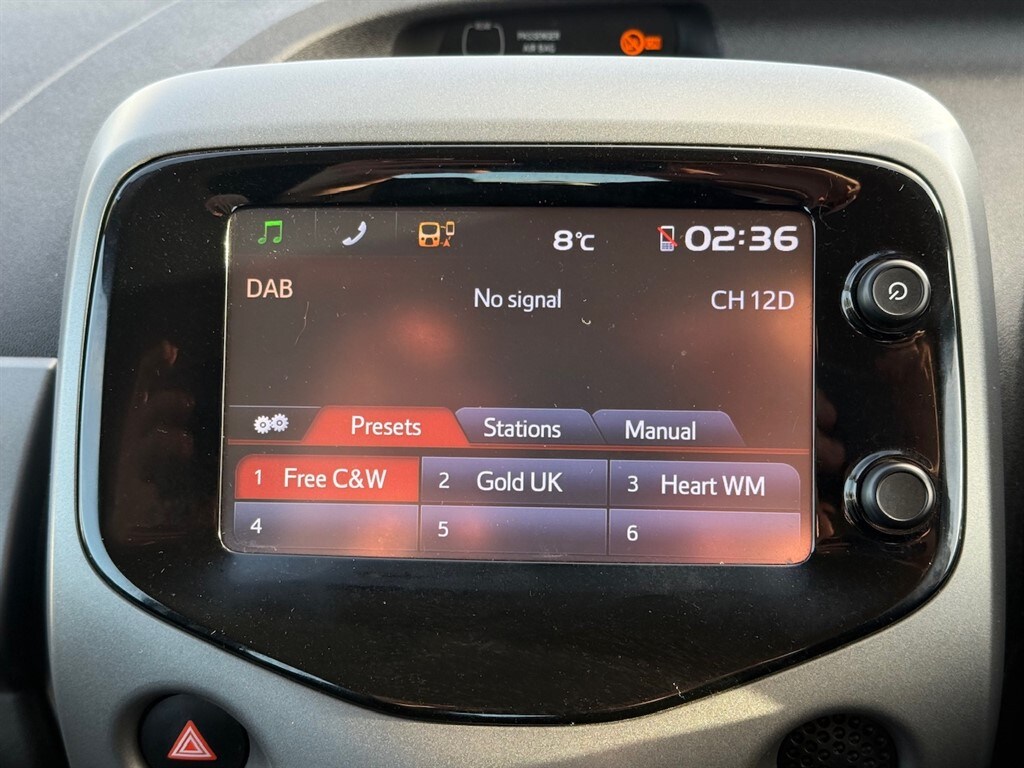 PASSENGER
AIR BAG
8°C 02:36
DAB No signal CH 12D
Presets Stations Manual
1 Free C&W 2 Gold UK 3 Heart WM
4 5 6